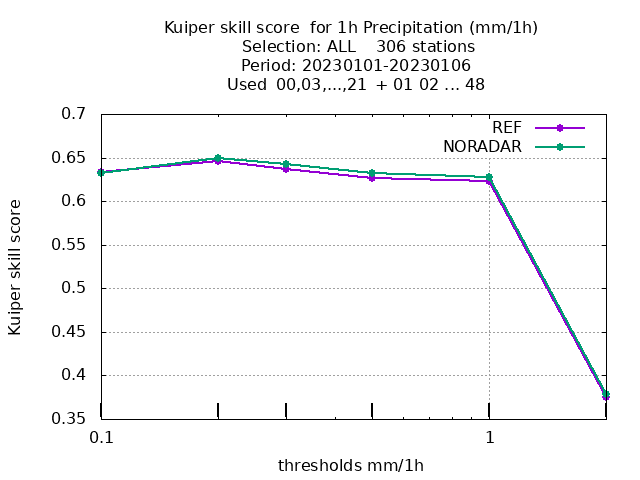 Kuiper skill score  for 1h Precipitation (mm/1h)
Selection: ALL    306 stations
Period: 20230101-20230106
Used  00,03,...,21  + 01 02 ... 48
0.7
0.65
0.6
0.55
0.5
0.45
0.4
0.35
Kuiper skill score
REF
NORADAR
0.1
1
thresholds mm/1h